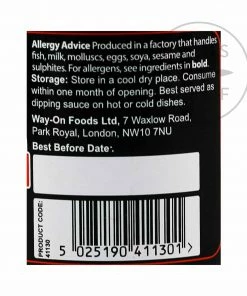 Allergy Advice Produced in a factory that handles
fish, milk, molluscs, eggs, soya, sesame and
sulphites. For allergens, see ingredients in bold.
Storage: Store in a cool dry place. Consume
within one month of opening. Best served as
dipping sauce on hot or cold dishes.
Way-On Foods Ltd, 7 Waxlow Road,
Park Royal, London, NW10 7NU
Best Before Date*.
PRODUCT CODE:
41130
5 025190 411301 >